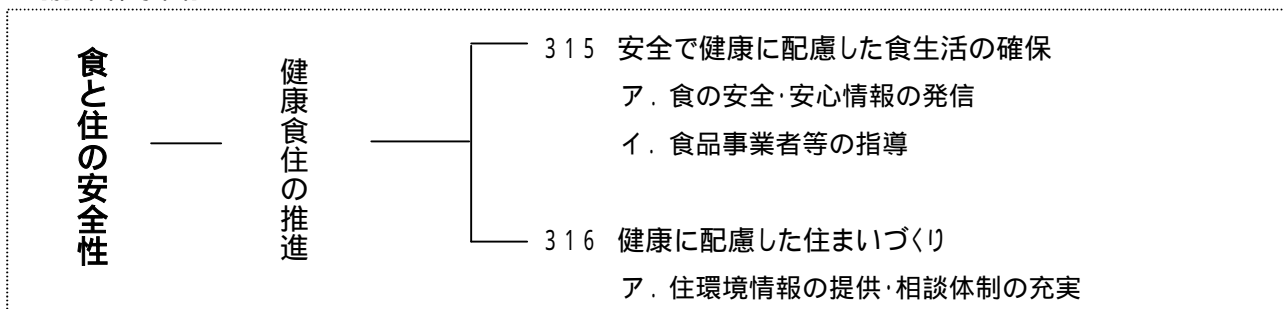 食と住の安全性
健康食住の推進
315 安全で健康に配慮した食生活の確保
ア．食の安全･安心情報の発信
イ．食品事業者等の指導
316 健康に配慮した住まいづくり
ア．住環境情報の提供･相談体制の充実